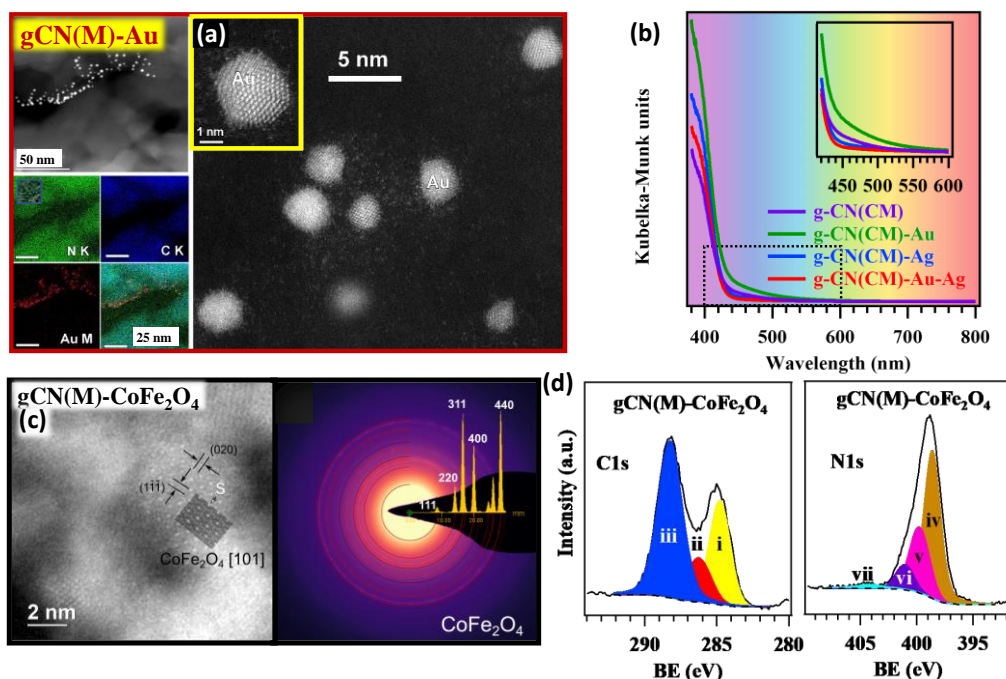 gCN(M)-Au
(a)
Au
1 nm
5 nm
Au
50 nm
N K
C K
Au M
25 nm
(b)
Kubelka-Munk units
450 500 550 600
g-CN(CM)
g-CN(CM)-Au
g-CN(CM)-Ag
g-CN(CM)-Au-Ag
400 500 600 700 800
Wavelength (nm)
gCN(M)-CoFe₂O₄
(c)
(020)
(111)
S
CoFe₂O₄ [101]
2 nm
311
440
400
220
111
mm
CoFe₂O₄
(d)
gCN(M)-CoFe₂O₄
C1s
Intensity (a.u.)
iii
ii
i
290 285 280
BE (eV)
gCN(M)-CoFe₂O₄
N1s
iv
v
vi
vii
405 400 395
BE (eV)